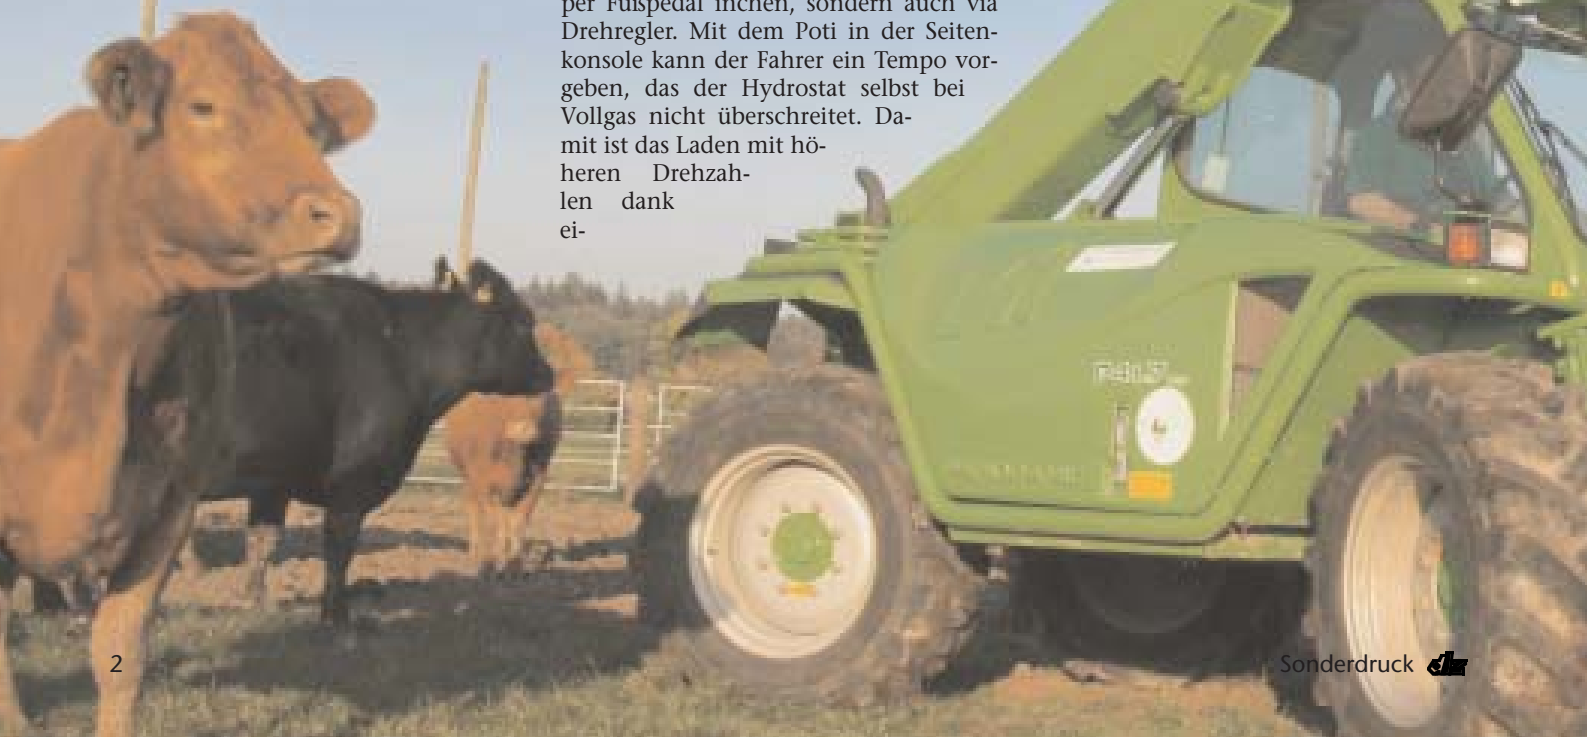 per Fußpedal inchen, sondern auch via
Drehregler. Mit dem Poti in der Seiten-
konsole kann der Fahrer ein Tempo vor-
geben, das der Hydrostat selbst bei
Vollgas nicht überschreitet. Da-
mit ist das Laden mit hö-
heren Drehzah-
len dank
ei-
2
Sonderdruck